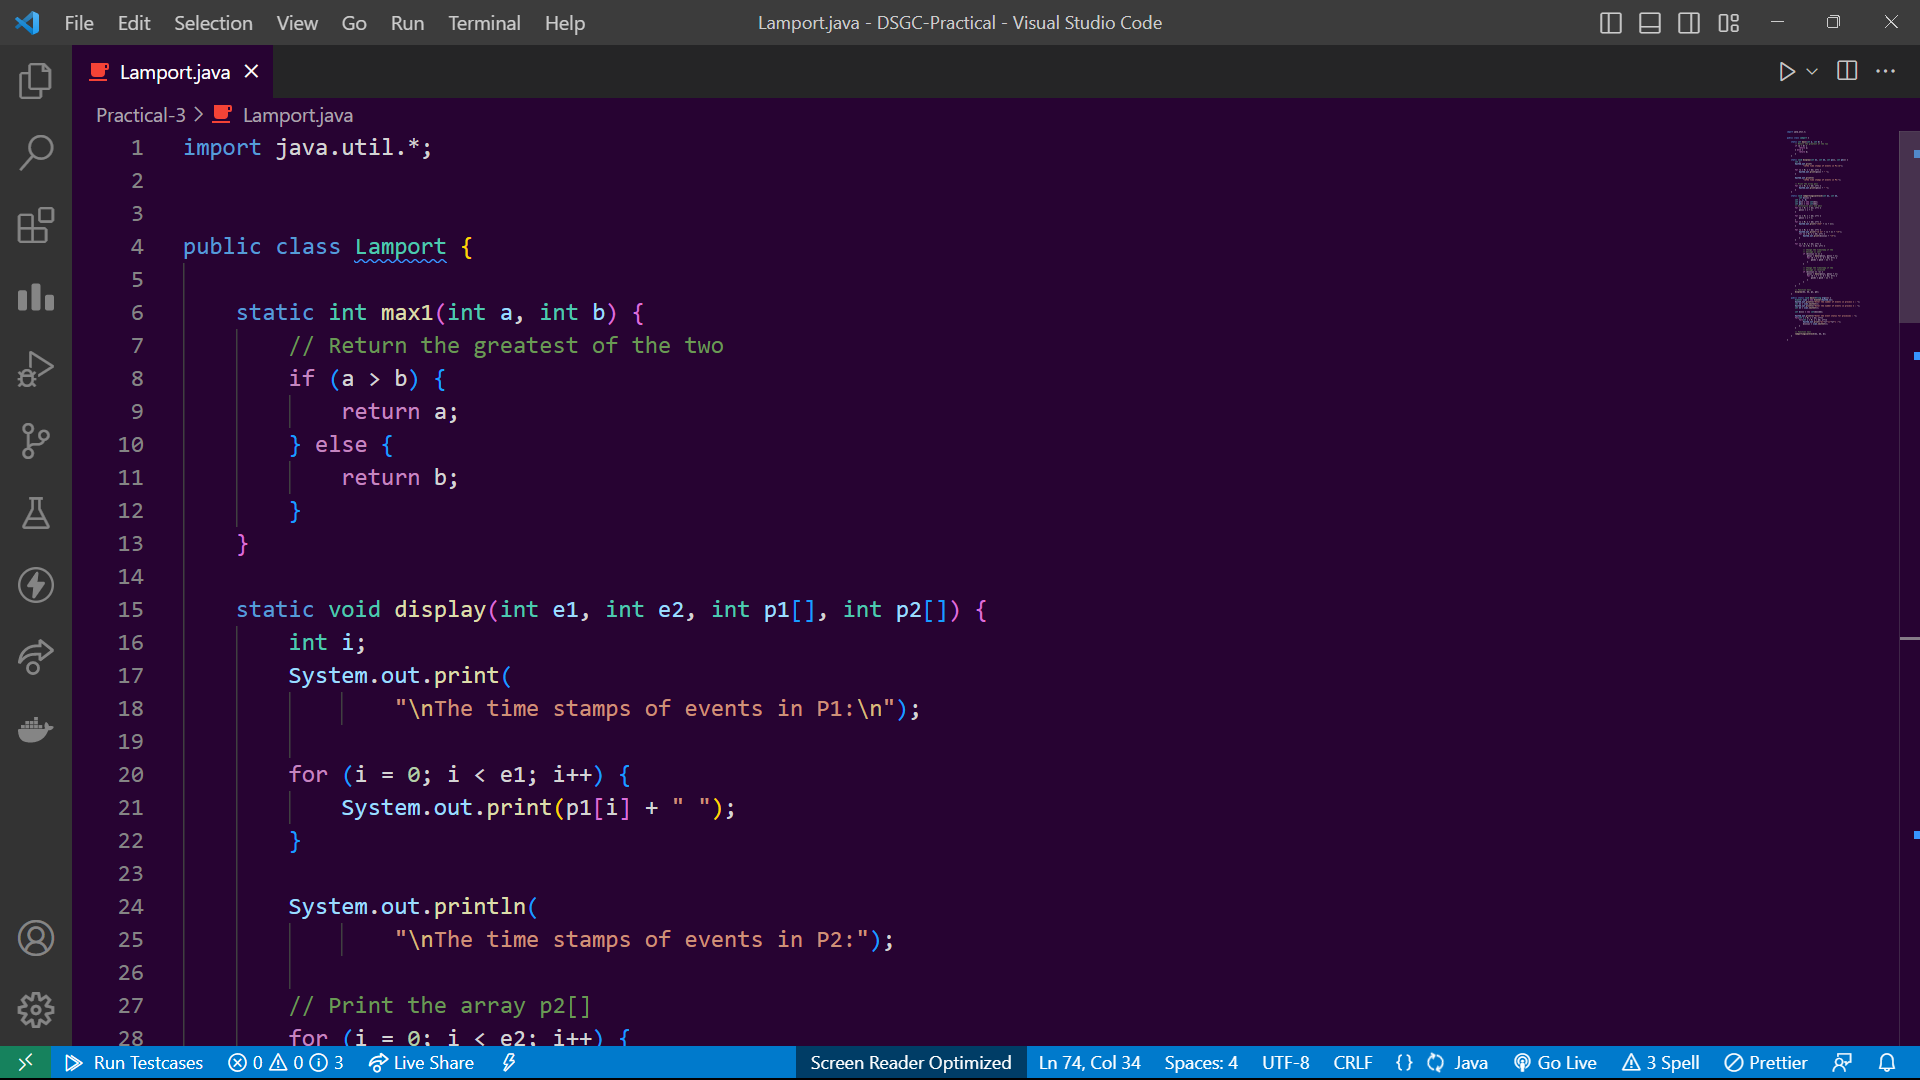 File Edit Selection View Go Run Terminal Help Lamport.java - DSGC-Practical - Visual Studio Code
Lamport.java
Practical-3 > Lamport.java
1 import java.util.*;
2
3
4 public class Lamport {
5
6 static int max1(int a, int b) {
7 // Return the greatest of the two
8 if (a > b) {
9 return a;
10 } else {
11 return b;
12 }
13 }
14
15 static void display(int e1, int e2, int p1[], int p2[]) {
16 int i;
17 System.out.print(
18 "\nThe time stamps of events in P1:\n");
19
20 for (i = 0; i < e1; i++) {
21 System.out.print(p1[i] + " ");
22 }
23
24 System.out.println(
25 "\nThe time stamps of events in P2:");
26
27 // Print the array p2[]
28 for (i = 0; i < e2; i++) {
Run Testcases 0 0 3 Live Share Screen Reader Optimized Ln 74, Col 34 Spaces: 4 UTF-8 CRLF {} Java Go Live 3 Spell Prettier